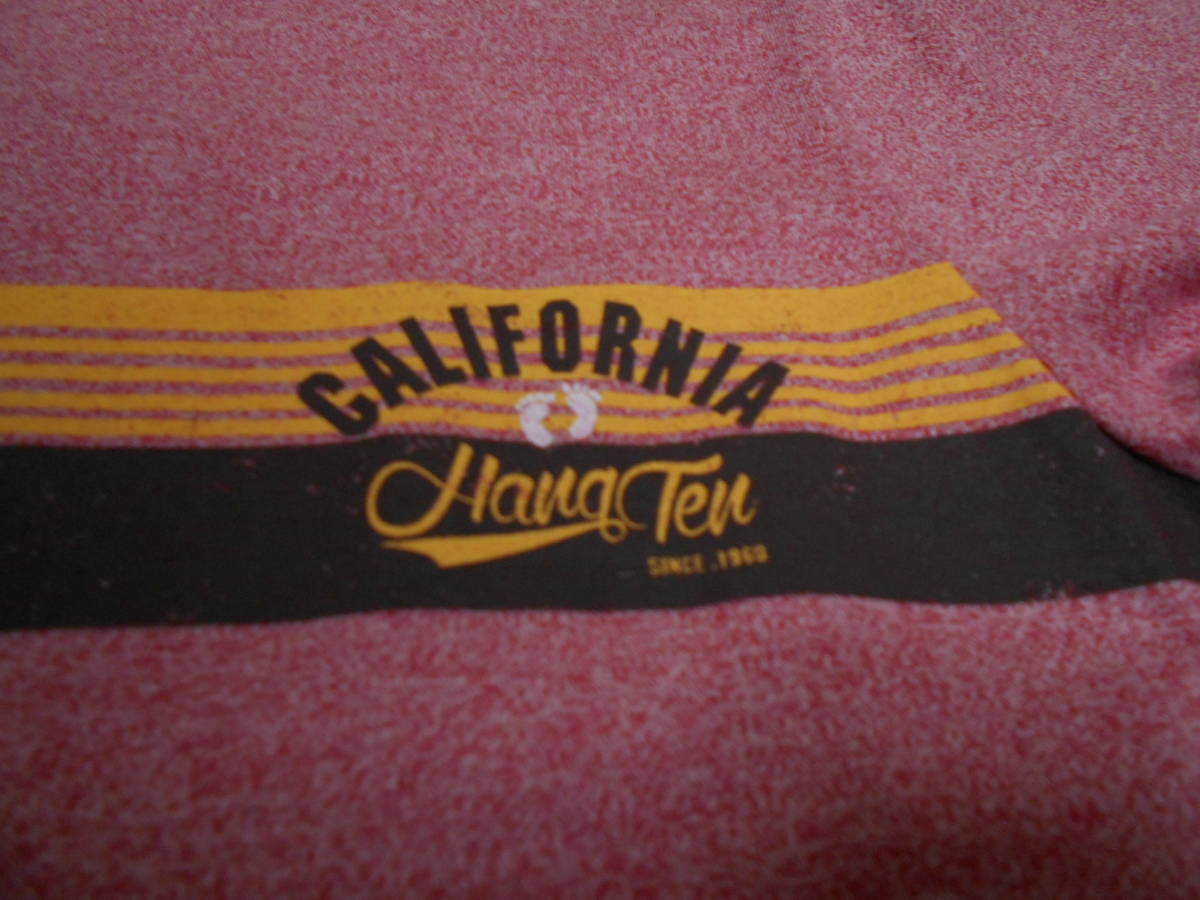 CALIFORNIA
Hang Ten
SINCE .1960